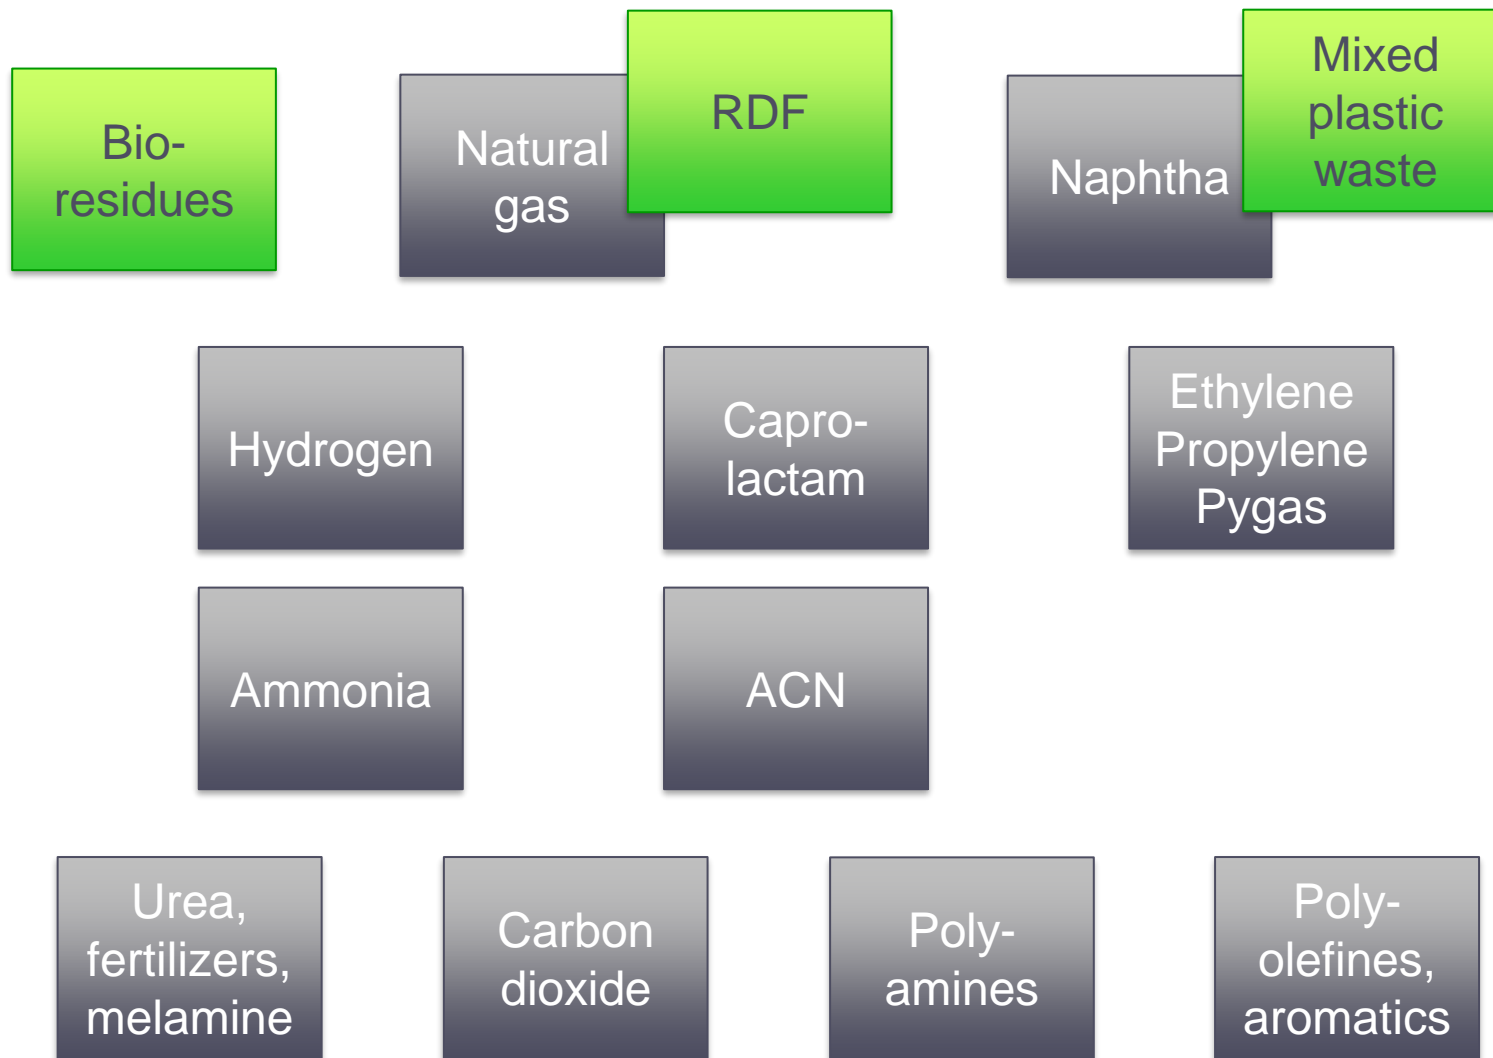 Bio-
residues
Natural
gas
RDF
Naphtha
Mixed
plastic
waste
Hydrogen
Capro-
lactam
Ethylene
Propylene
Pygas
Ammonia
ACN
Urea,
fertilizers,
melamine
Carbon
dioxide
Poly-
amines
Poly-
olefines,
aromatics